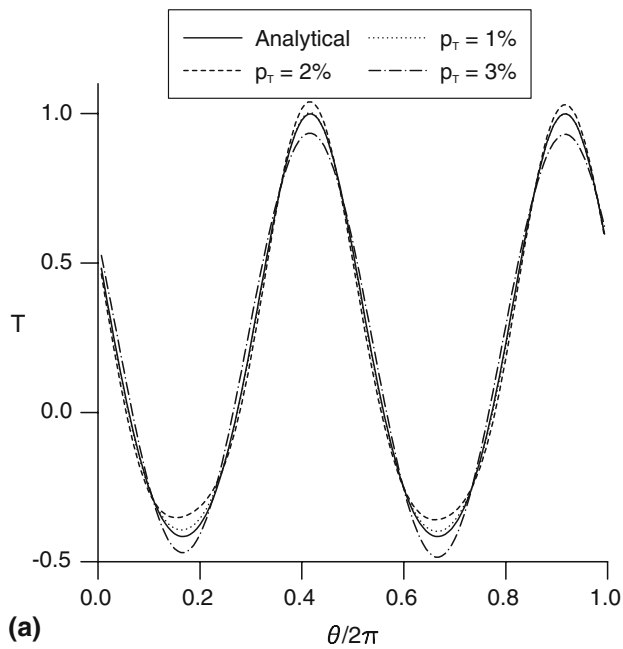 Analytical
p_T = 1%
p_T = 2%
p_T = 3%
1.0
0.5
T
0.0
-0.5
0.0 0.2 0.4 0.6 0.8 1.0
(a)
θ/2π